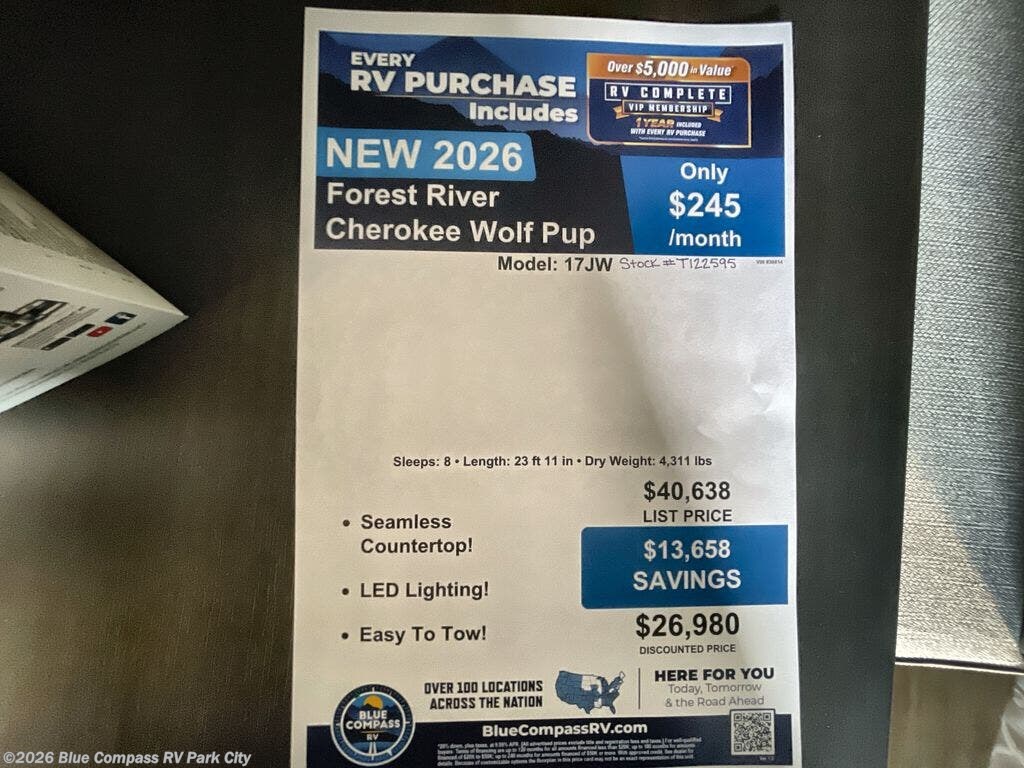 EVERY
RV PURCHASE
Includes
Over $5,000 in Value*
RV COMPLETE
VIP MEMBERSHIP
1 YEAR INCLUDED
WITH EVERY RV PURCHASE
NEW 2026
Forest River
Cherokee Wolf Pup
Only
$245
/month
Model: 17JW Stock # T122595
Sleeps: 8 • Length: 23 ft 11 in • Dry Weight: 4,311 lbs
$40,638
LIST PRICE
• Seamless
Countertop!
$13,658
SAVINGS
• LED Lighting!
• Easy To Tow!
$26,980
DISCOUNTED PRICE
BLUE
COMPASS
RV
OVER 100 LOCATIONS
ACROSS THE NATION
HERE FOR YOU
Today, Tomorrow
& the Road Ahead
BlueCompassRV.com
©2026 Blue Compass RV Park City